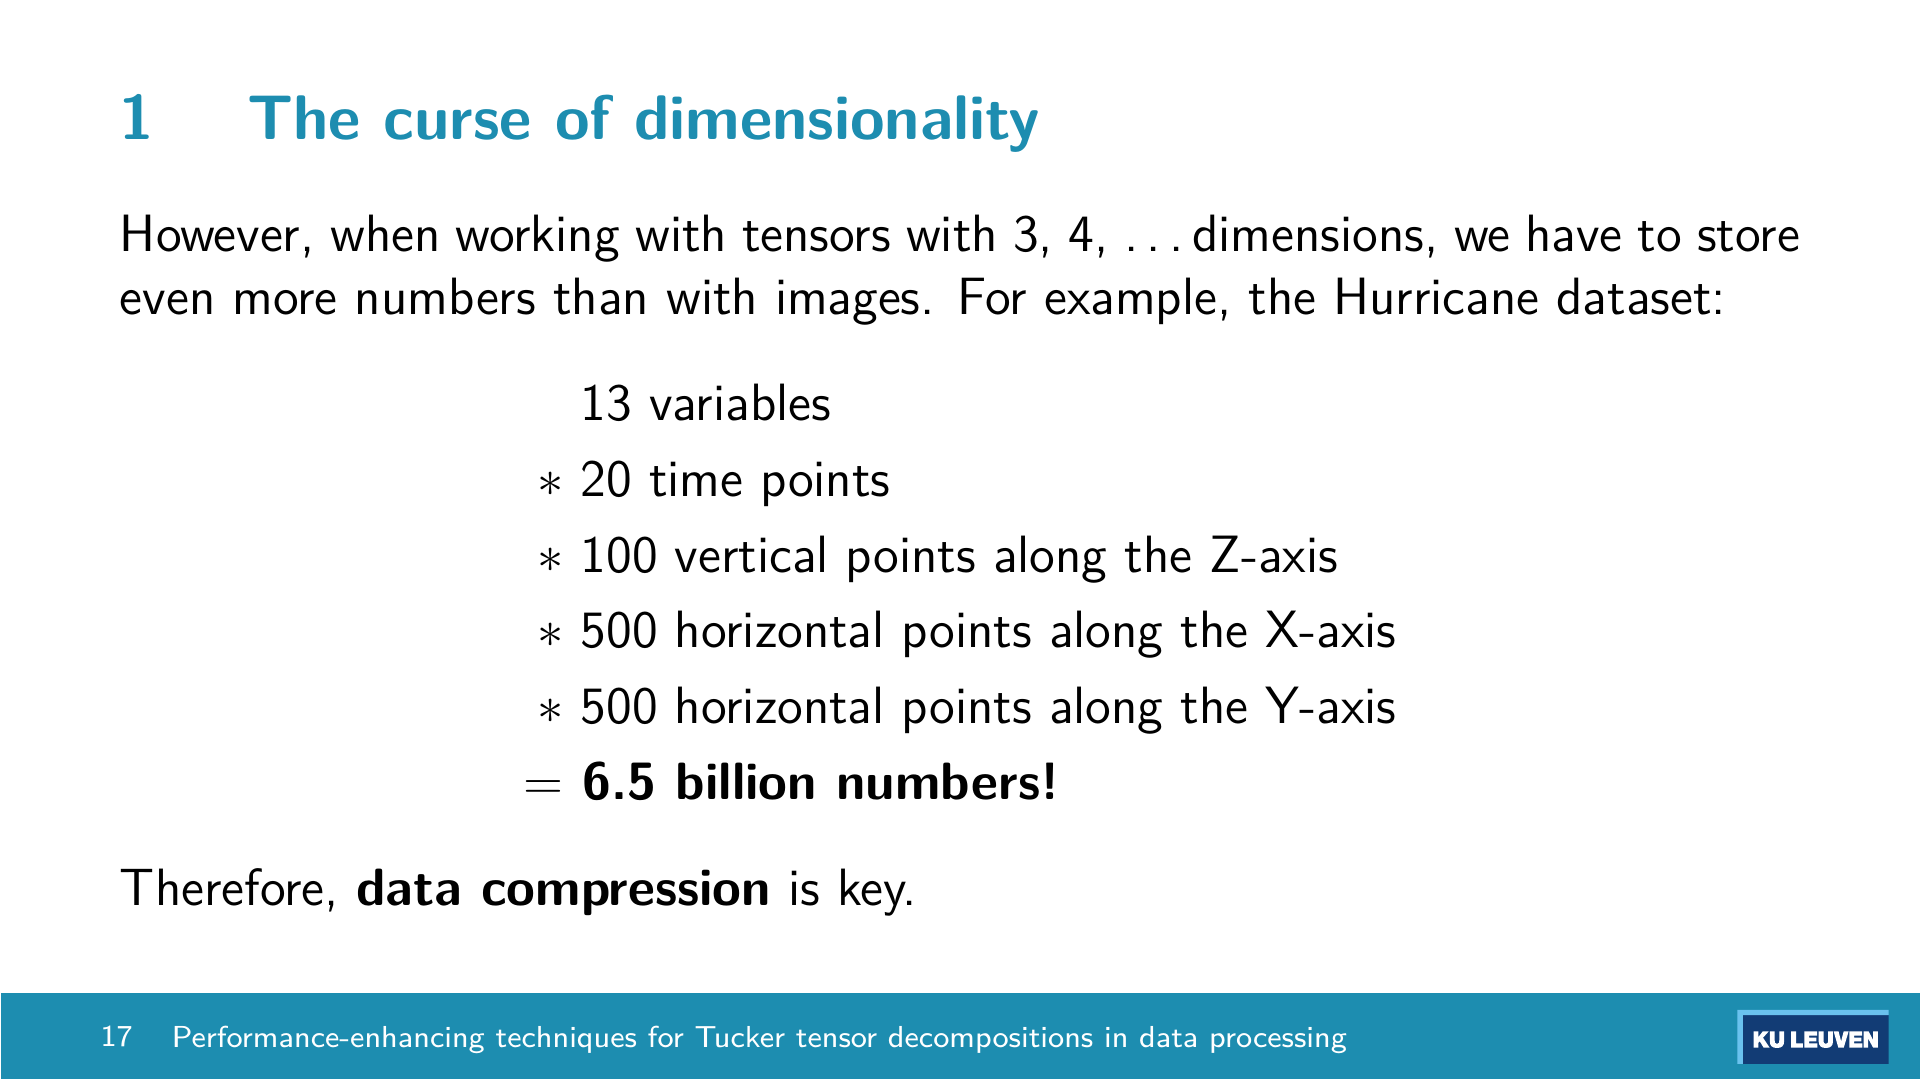 1 The curse of dimensionality
However, when working with tensors with 3, 4, . . . dimensions, we have to store
even more numbers than with images. For example, the Hurricane dataset:
13 variables
∗ 20 time points
∗ 100 vertical points along the Z-axis
∗ 500 horizontal points along the X-axis
∗ 500 horizontal points along the Y-axis
= 6.5 billion numbers!
Therefore, data compression is key.
17 Performance-enhancing techniques for Tucker tensor decompositions in data processing
KU LEUVEN